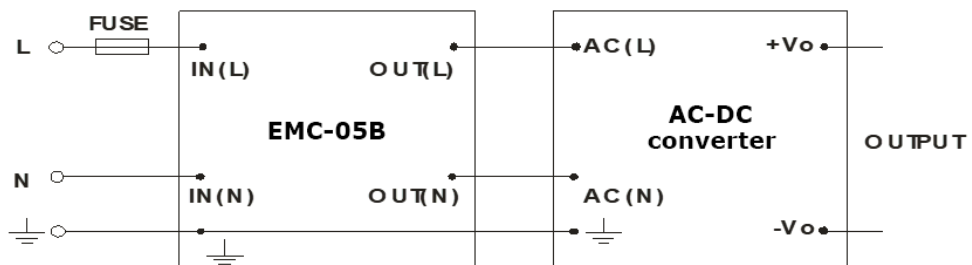 FUSE
L
IN(L)
OUT(L)
AC(L)
+Vo
EMC-05B
AC-DC
converter
OUTPUT
N
IN(N)
OUT(N)
AC(N)
-Vo